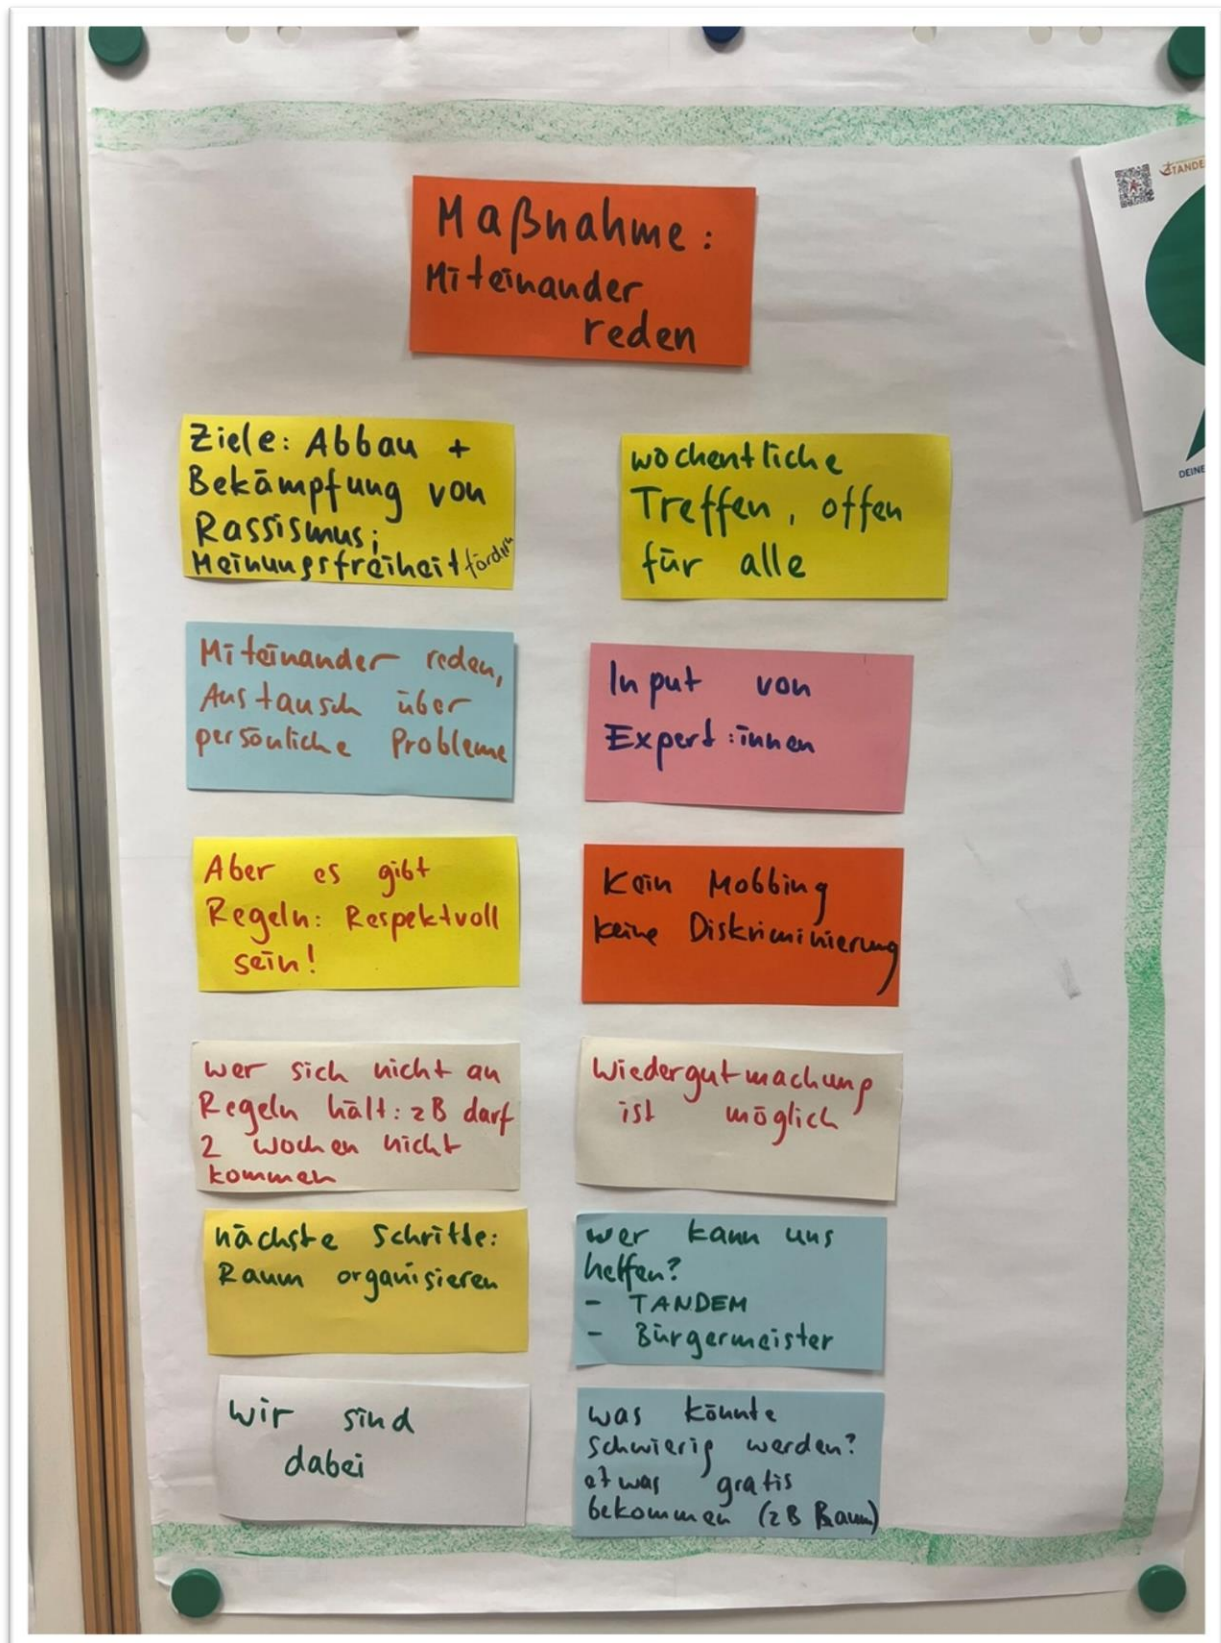 Maßnahme:
Miteinander
reden
TANDE
DEINE
Ziele: Abbau +
Bekämpfung von
Rassismus;
Meinungsfreiheit fördern
wöchentliche
Treffen, offen
für alle
Miteinander reden,
Austausch über
persönliche Probleme
Input von
Expert:innen
Aber es gibt
Regeln: Respektvoll
sein!
Kein Mobbing
keine Diskriminierung
wer sich nicht an
Regeln hält: zB darf
2 Wochen nicht
kommen
Wiedergutmachung
ist möglich
nächste Schritte:
Raum organisieren
wer kann uns
helfen?
- TANDEM
- Bürgermeister
wir sind
dabei
was könnte
schwierig werden?
etwas gratis
bekommen (zB Raum)